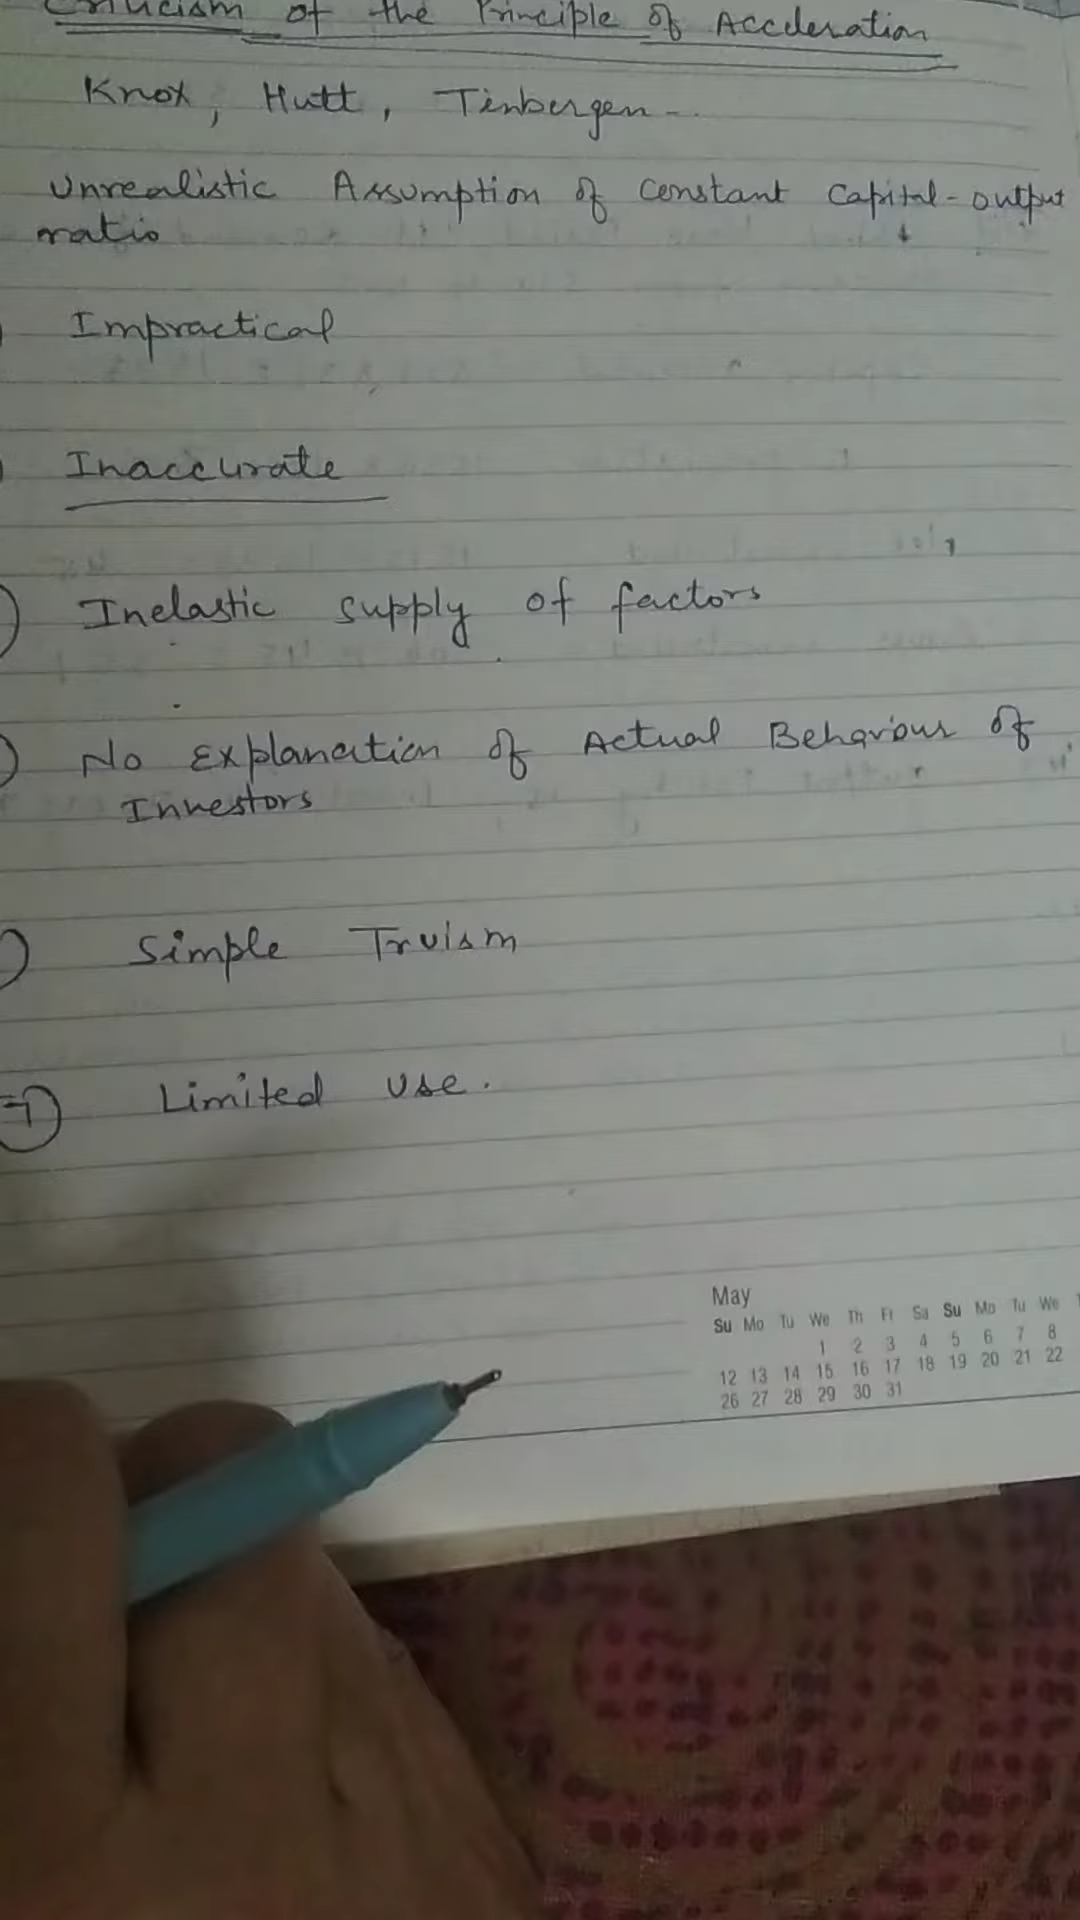 Criticism of the Principle of Acceleration
Knox, Hutt, Tinbergen -
Unrealistic Assumption of Constant Capital-output
ratio
Impractical
Inaccurate
Inelastic supply of factors
No Explanation of Actual Behaviour of
Investors
Simple Truism
7 Limited use.
May
Su Mo Tu We Th Fr Sa Su Mo Tu We
1 2 3 4 5 6 7 8
12 13 14 15 16 17 18 19 20 21 22
26 27 28 29 30 31